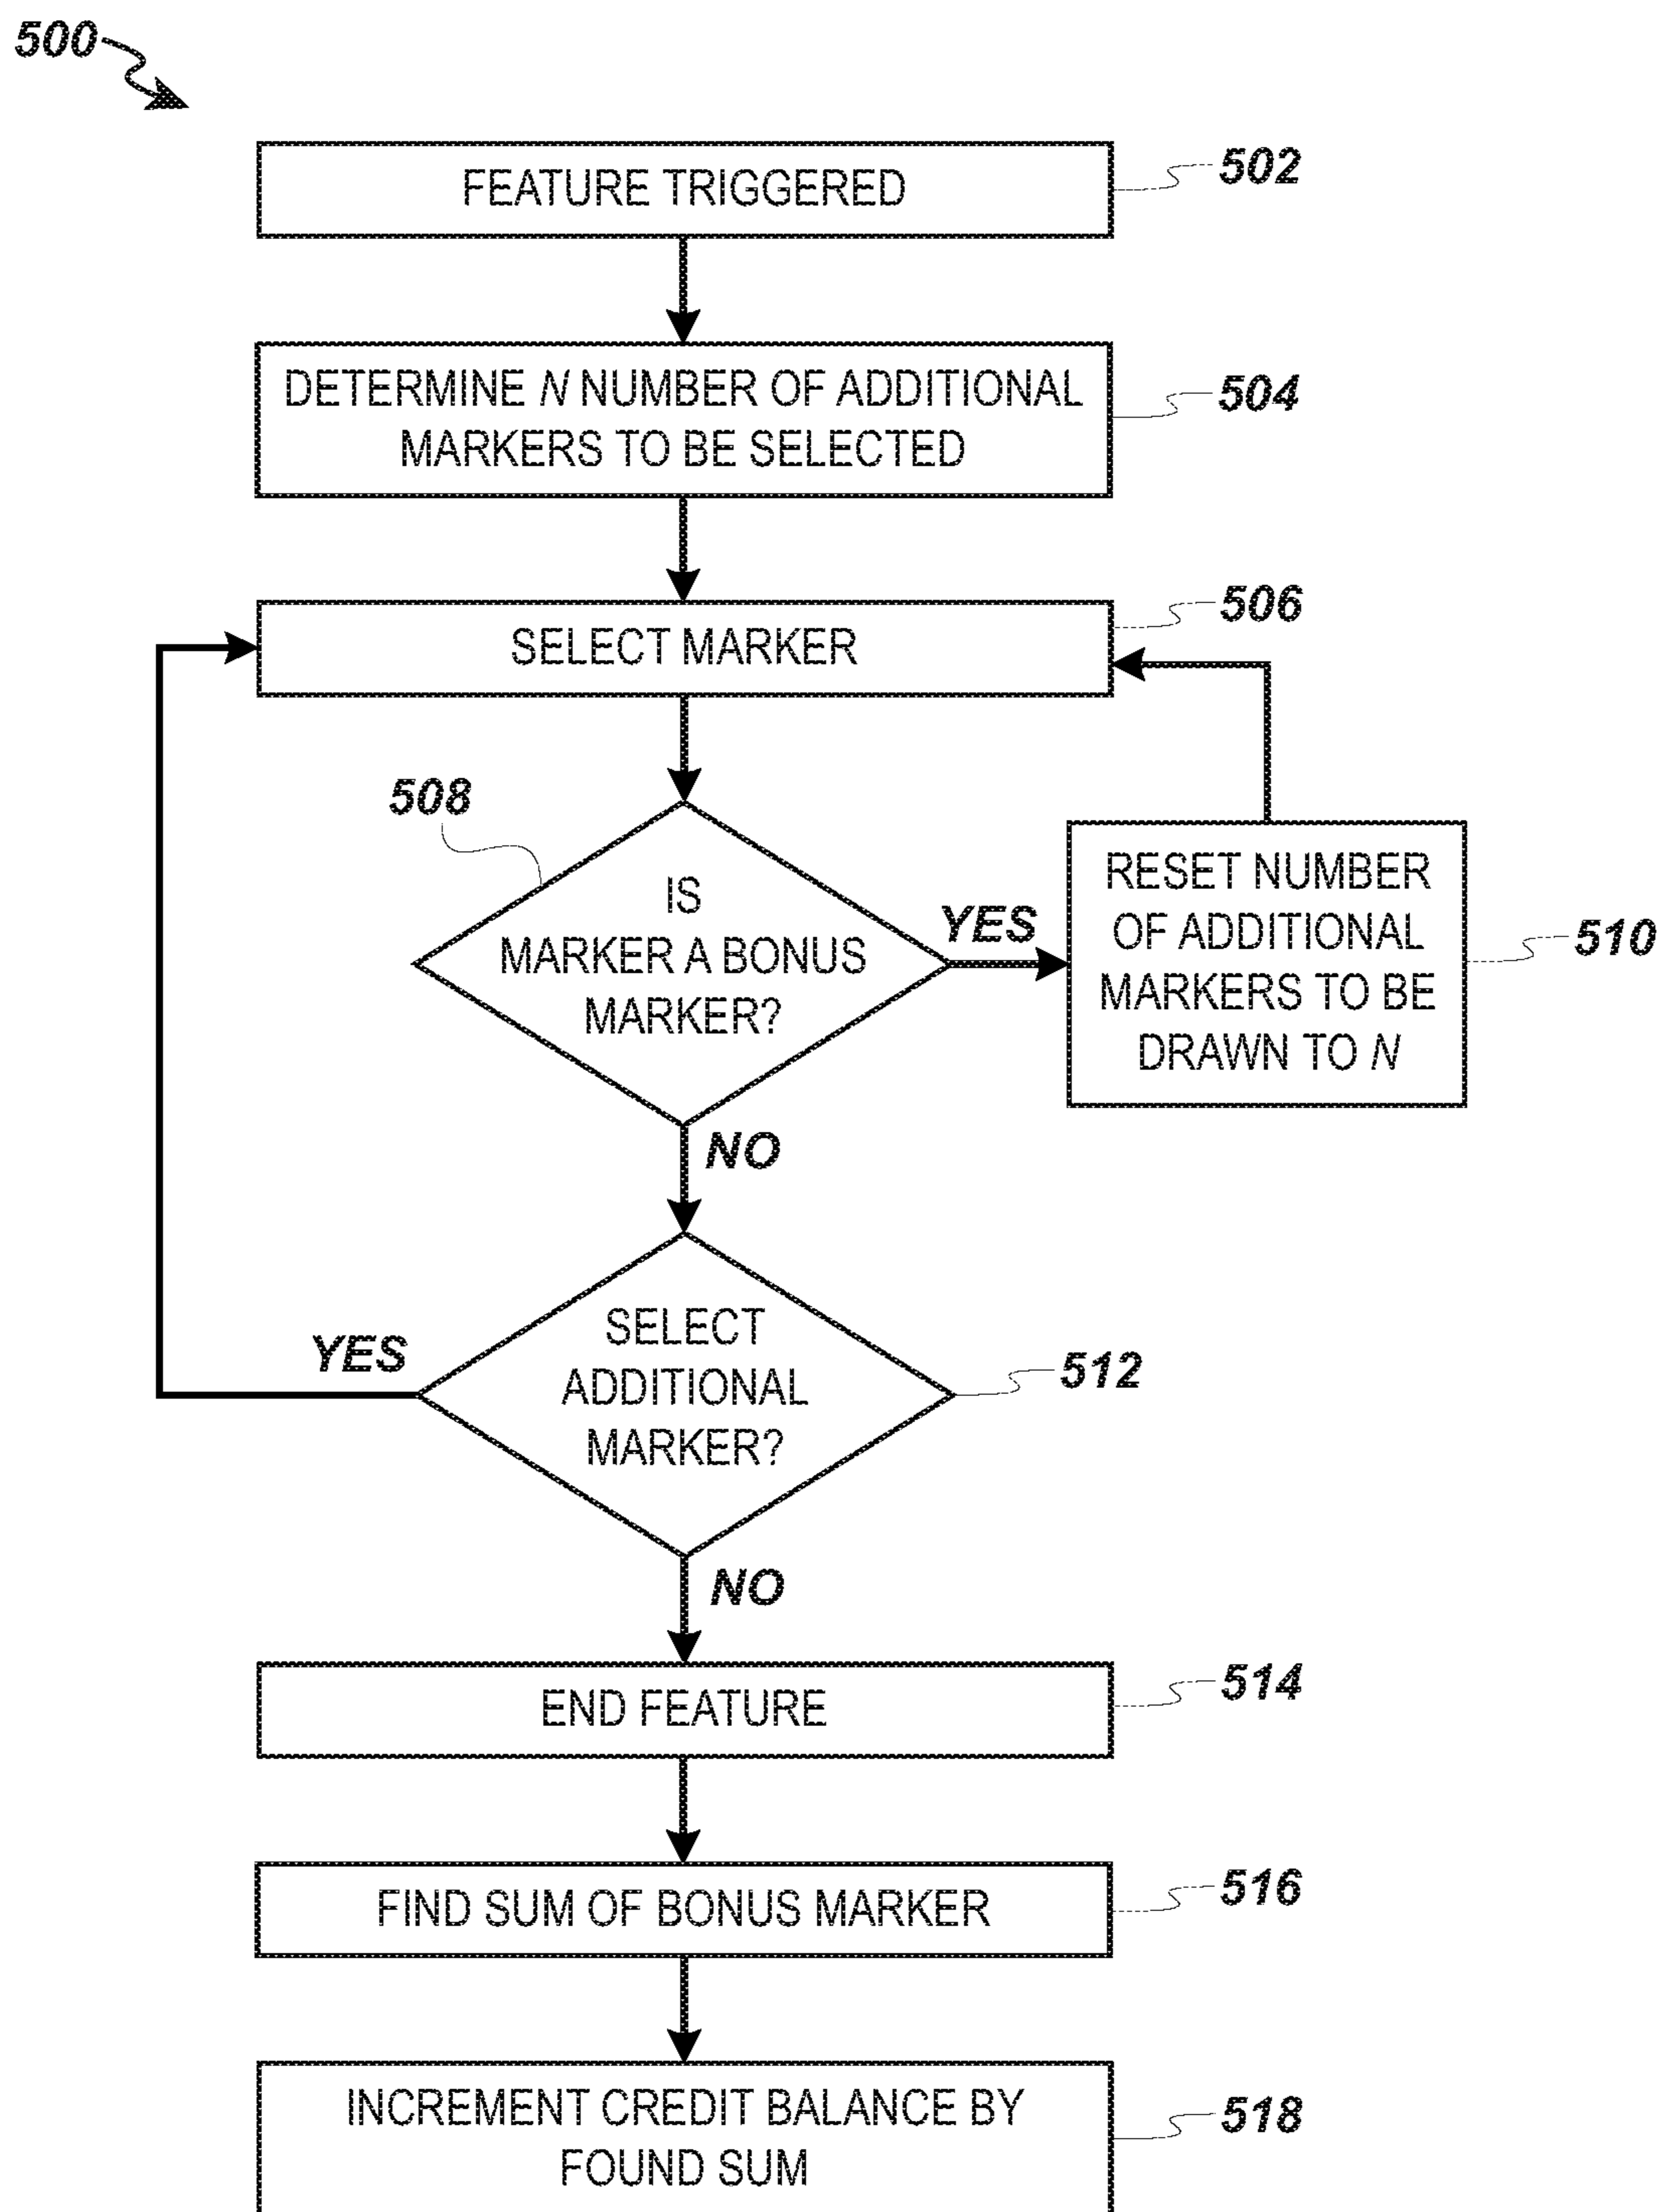 500
FEATURE TRIGGERED
502
DETERMINE N NUMBER OF ADDITIONAL
MARKERS TO BE SELECTED
504
SELECT MARKER
506
508
IS
MARKER A BONUS
MARKER?
YES
RESET NUMBER
OF ADDITIONAL
MARKERS TO BE
DRAWN TO N
510
NO
SELECT
ADDITIONAL
MARKER?
YES
512
NO
END FEATURE
514
FIND SUM OF BONUS MARKER
516
INCREMENT CREDIT BALANCE BY
FOUND SUM
518